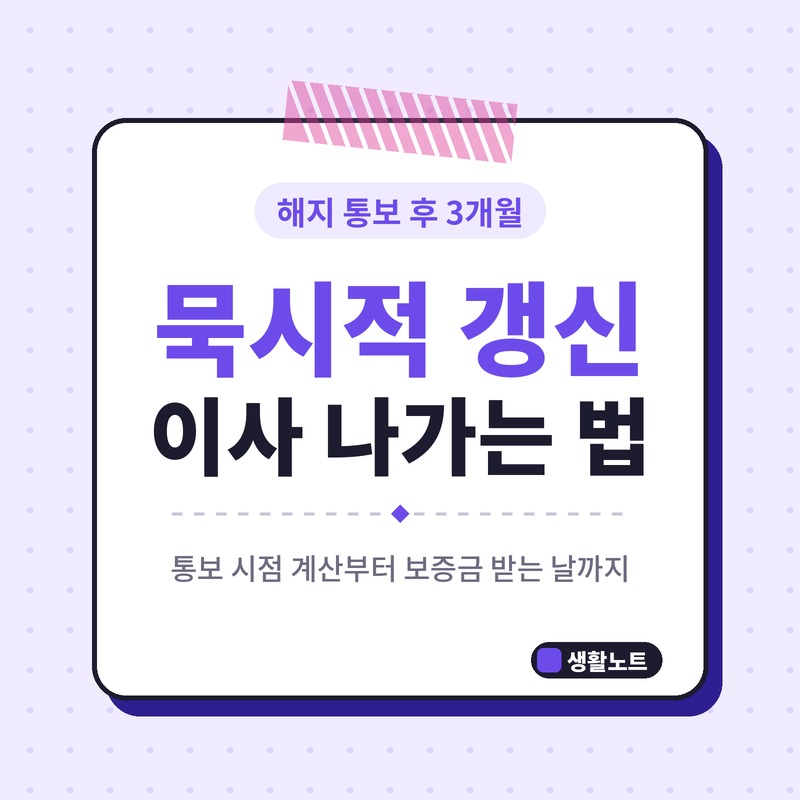 해지 통보 후 3개월
묵시적 갱신
이사 나가는 법
통보 시점 계산부터 보증금 받는 날까지
생활노트